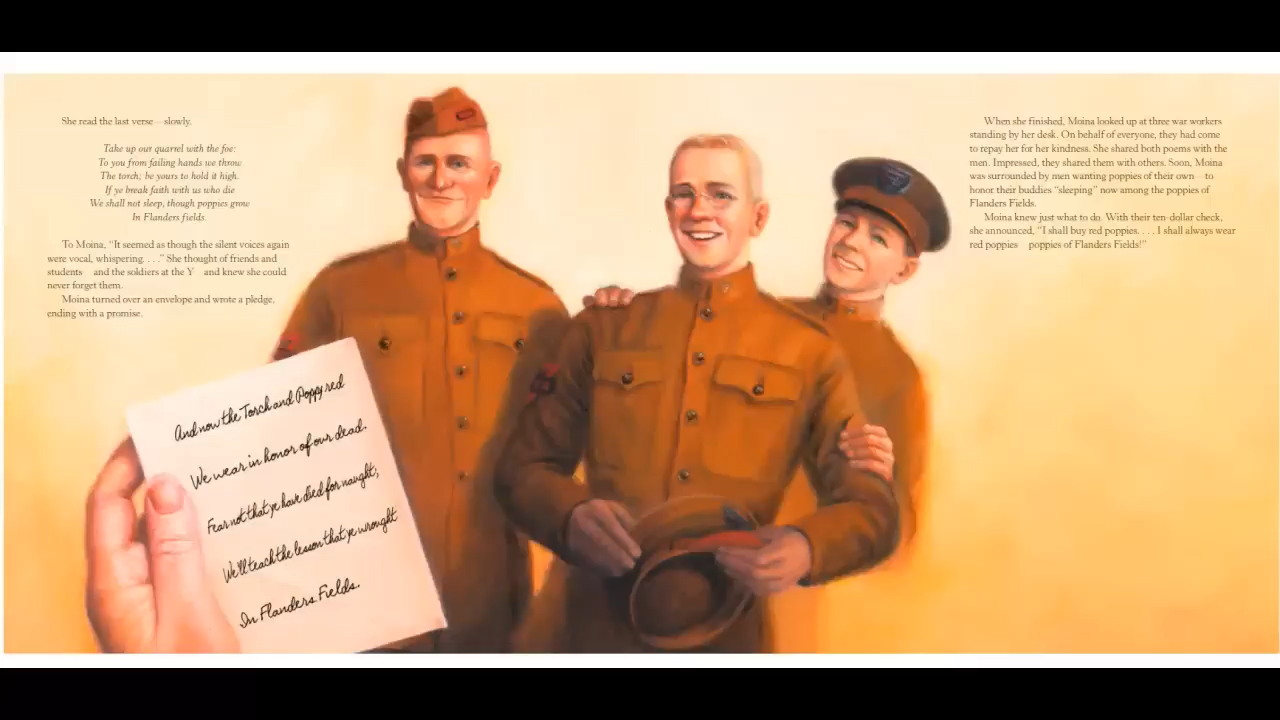 She read the last verse – slowly.
Take up our quarrel with the foe:
To you from failing hands we throw
The torch; be yours to hold it high.
If ye break faith with us who die
We shall not sleep, though poppies grow
In Flanders fields.
To Moina, “It seemed as though the silent voices again
were vocal, whispering. . . .” She thought of friends and
students    and the soldiers at the Y    and knew she could
never forget them.
Moina turned over an envelope and wrote a pledge,
ending with a promise.
And now the Torch and Poppy red
We wear in honor of our dead.
Fear not that ye have died for naught;
We'll teach the lesson that ye wrought
In Flanders Fields.
When she finished, Moina looked up at three war workers
standing by her desk. On behalf of everyone, they had come
to repay her for her kindness. She shared both poems with the
men. Impressed, they shared them with others. Soon, Moina
was surrounded by men wanting poppies of their own – to
honor their buddies “sleeping” now among the poppies of
Flanders Fields.
Moina knew just what to do. With their ten-dollar check,
she announced, “I shall buy red poppies. . . . I shall always wear
red poppies    poppies of Flanders Fields!”